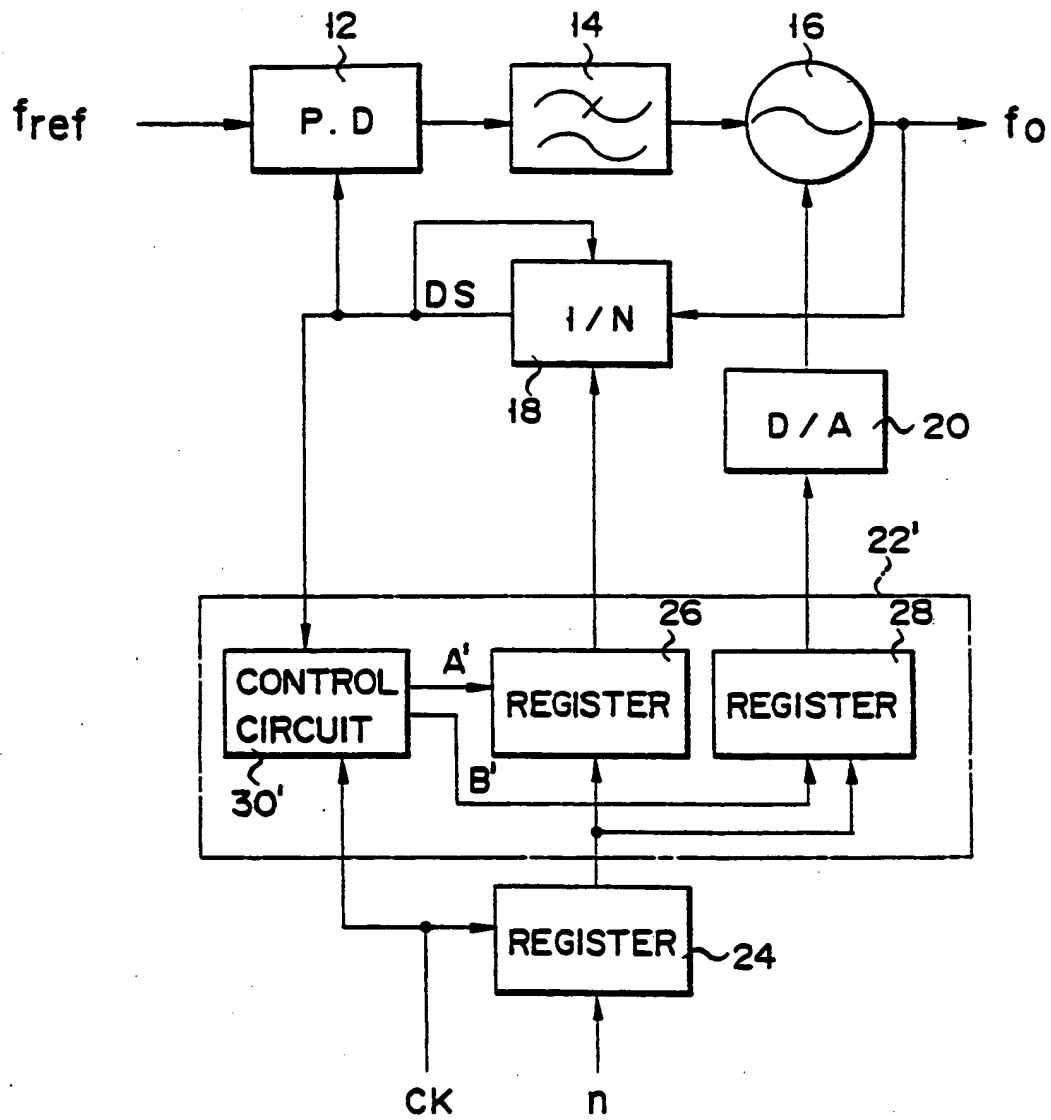 12
14
16
fref
P. D
fo
DS
1/N
18
D/A
20
22'
26
28
CONTROL
CIRCUIT
A'
REGISTER
REGISTER
B'
30'
REGISTER
24
CK
n